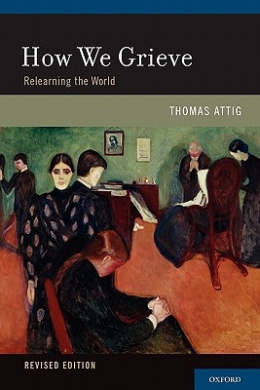 How We Grieve
Relearning the World
THOMAS ATTIG
REVISED EDITION
OXFORD